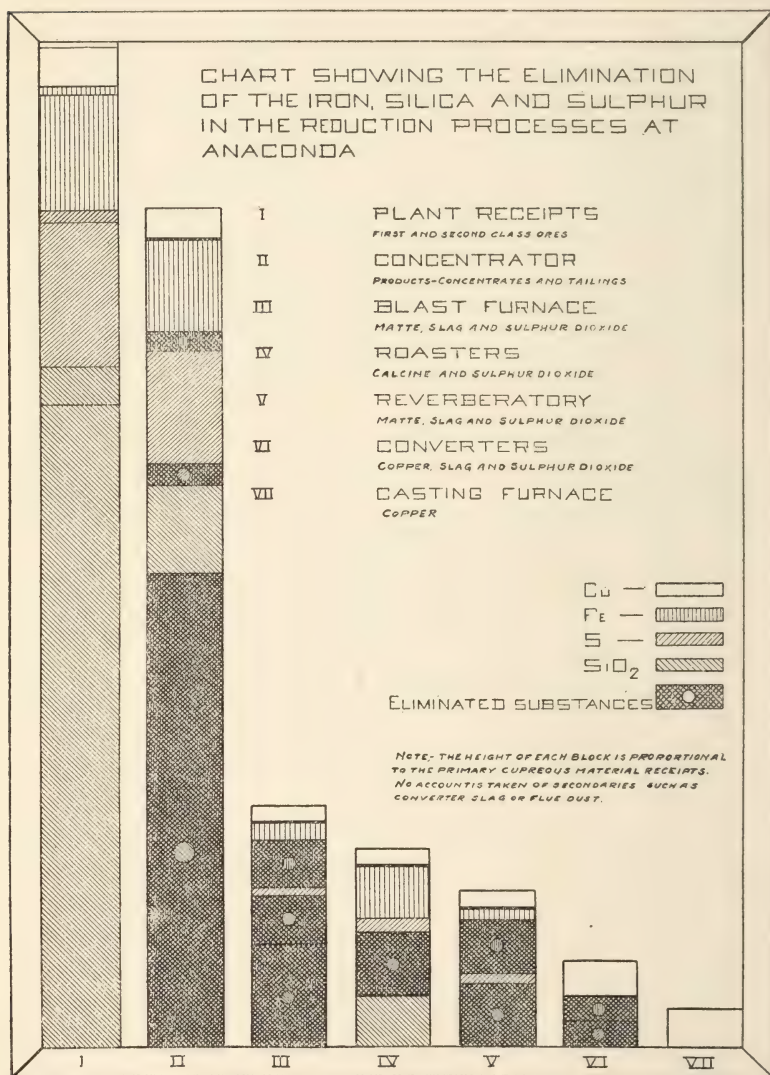 CHART SHOWING THE ELIMINATION
OF THE IRON, SILICA AND SULPHUR
IN THE REDUCTION PROCESSES AT
ANACONDA
I PLANT RECEIPTS
FIRST AND SECOND CLASS ORES
II CONCENTRATOR
PRODUCTS-CONCENTRATES AND TAILINGS
III BLAST FURNACE
MATTE, SLAG AND SULPHUR DIOXIDE
IV ROASTERS
CALCINE AND SULPHUR DIOXIDE
V REVERBERATORY
MATTE, SLAG AND SULPHUR DIOXIDE
VI CONVERTERS
COPPER, SLAG AND SULPHUR DIOXIDE
VII CASTING FURNACE
COPPER
CU —
FE —
S —
SIO2
ELIMINATED SUBSTANCES
NOTE,- THE HEIGHT OF EACH BLOCK IS PROPORTIONAL
TO THE PRIMARY CUPREOUS MATERIAL RECEIPTS.
NO ACCOUNT IS TAKEN OF SECONDARIES SUCH AS
CONVERTER SLAG OR FLUE DUST.
I II III IV V VI VII